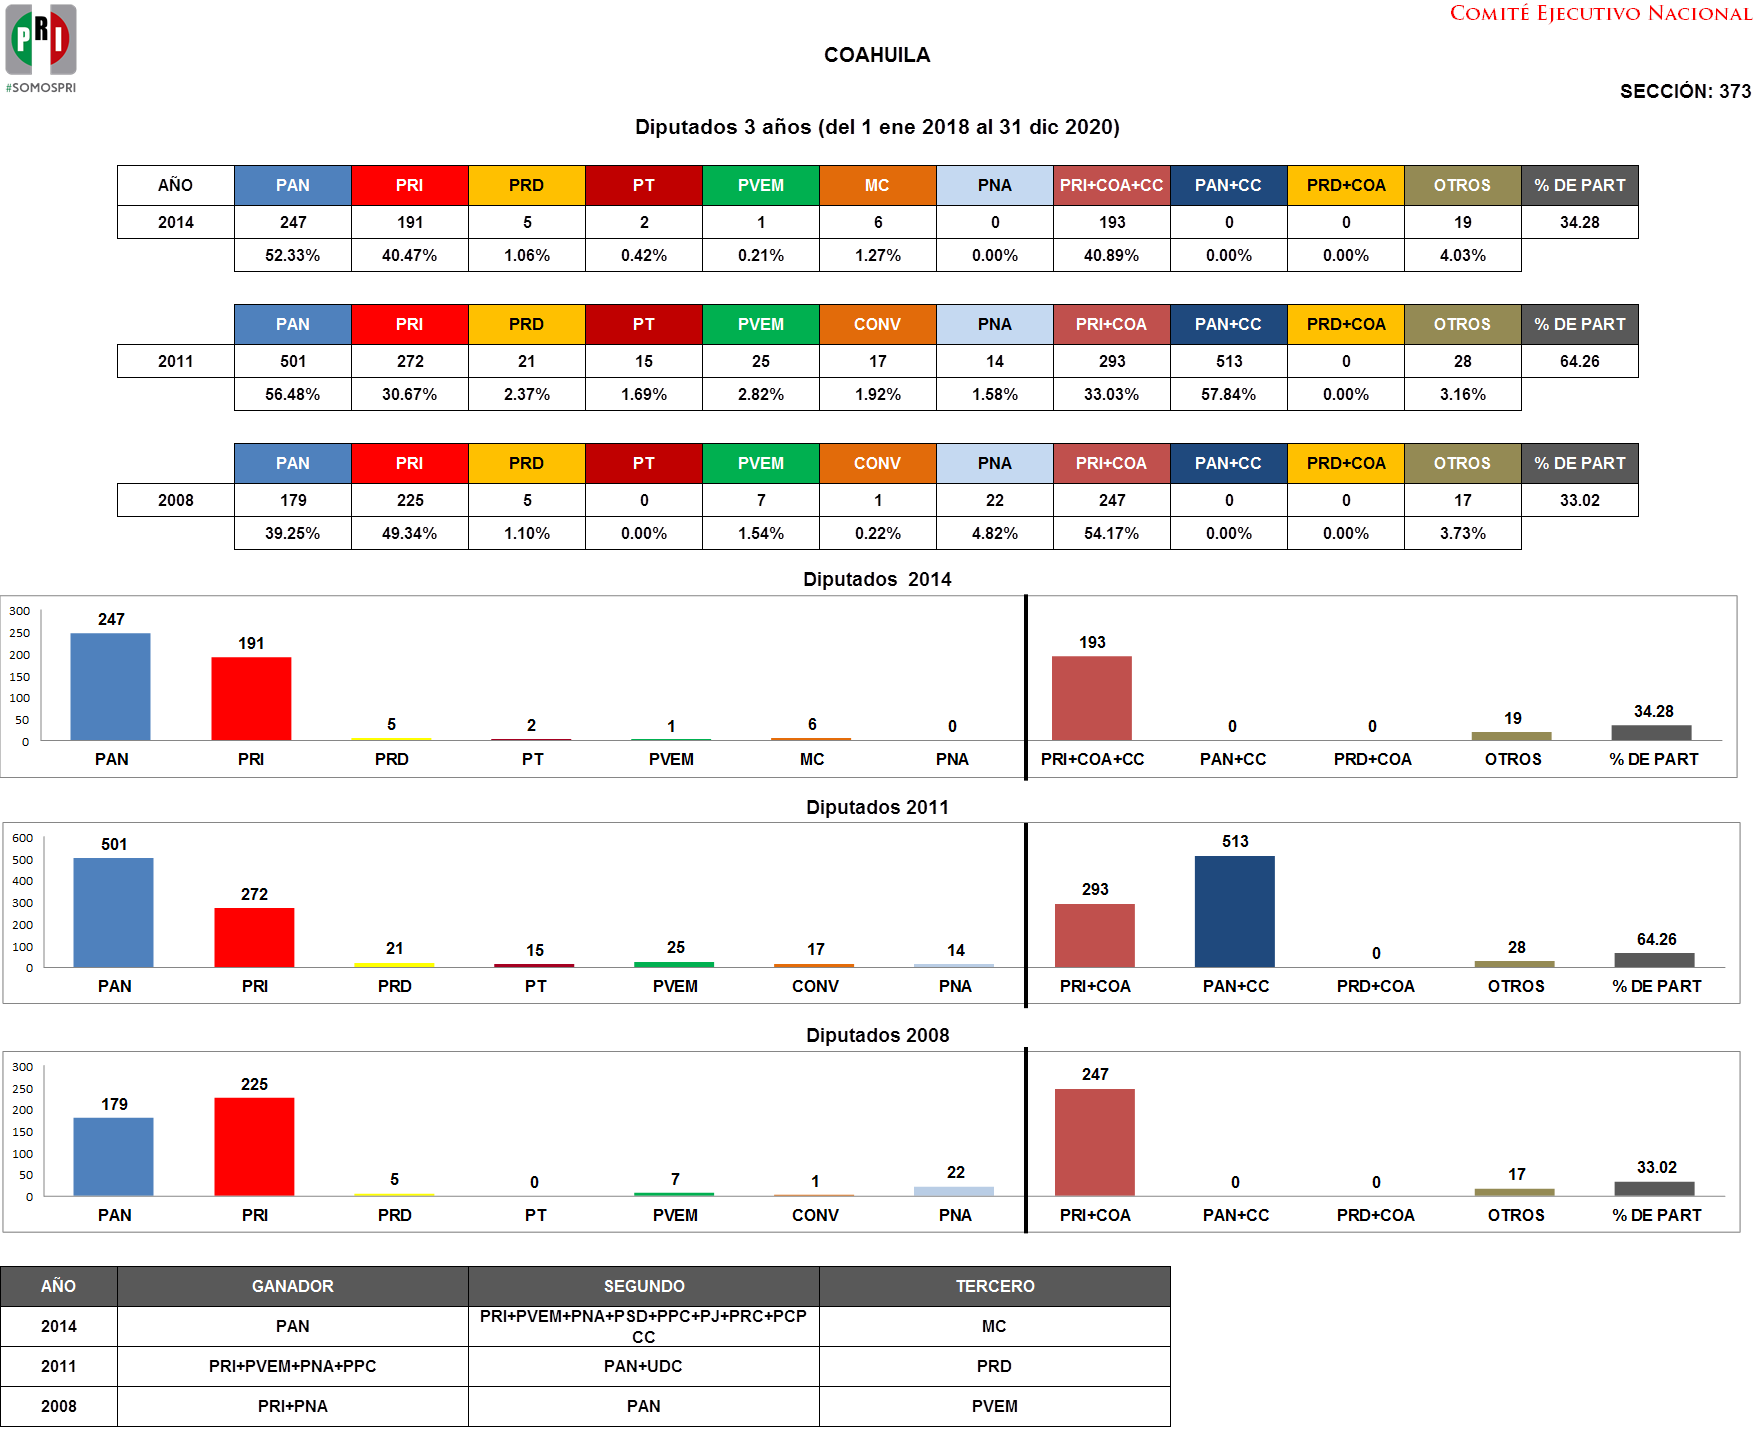 PRI
#SOMOSPRI
COMITÉ EJECUTIVO NACIONAL
COAHUILA
SECCIÓN: 373
Diputados 3 años (del 1 ene 2018 al 31 dic 2020)
AÑO PAN PRI PRD PT PVEM MC PNA PRI+COA+CC PAN+CC PRD+COA OTROS % DE PART
2014 247 191 5 2 1 6 0 193 0 0 19 34.28
52.33% 40.47% 1.06% 0.42% 0.21% 1.27% 0.00% 40.89% 0.00% 0.00% 4.03%
PAN PRI PRD PT PVEM CONV PNA PRI+COA PAN+CC PRD+COA OTROS % DE PART
2011 501 272 21 15 25 17 14 293 513 0 28 64.26
56.48% 30.67% 2.37% 1.69% 2.82% 1.92% 1.58% 33.03% 57.84% 0.00% 3.16%
PAN PRI PRD PT PVEM CONV PNA PRI+COA PAN+CC PRD+COA OTROS % DE PART
2008 179 225 5 0 7 1 22 247 0 0 17 33.02
39.25% 49.34% 1.10% 0.00% 1.54% 0.22% 4.82% 54.17% 0.00% 0.00% 3.73%
Diputados 2014
300
250
200
150
100
50
0
247 191 5 2 1 6 0 193 0 0 19 34.28
PAN PRI PRD PT PVEM MC PNA PRI+COA+CC PAN+CC PRD+COA OTROS % DE PART
Diputados 2011
600
500
400
300
200
100
0
501 272 21 15 25 17 14 293 513 0 28 64.26
PAN PRI PRD PT PVEM CONV PNA PRI+COA PAN+CC PRD+COA OTROS % DE PART
Diputados 2008
300
250
200
150
100
50
0
179 225 5 0 7 1 22 247 0 0 17 33.02
PAN PRI PRD PT PVEM CONV PNA PRI+COA PAN+CC PRD+COA OTROS % DE PART
AÑO GANADOR SEGUNDO TERCERO
2014 PAN PRI+PVEM+PNA+PSD+PPC+PJ+PRC+PCP CC MC
2011 PRI+PVEM+PNA+PPC PAN+UDC PRD
2008 PRI+PNA PAN PVEM